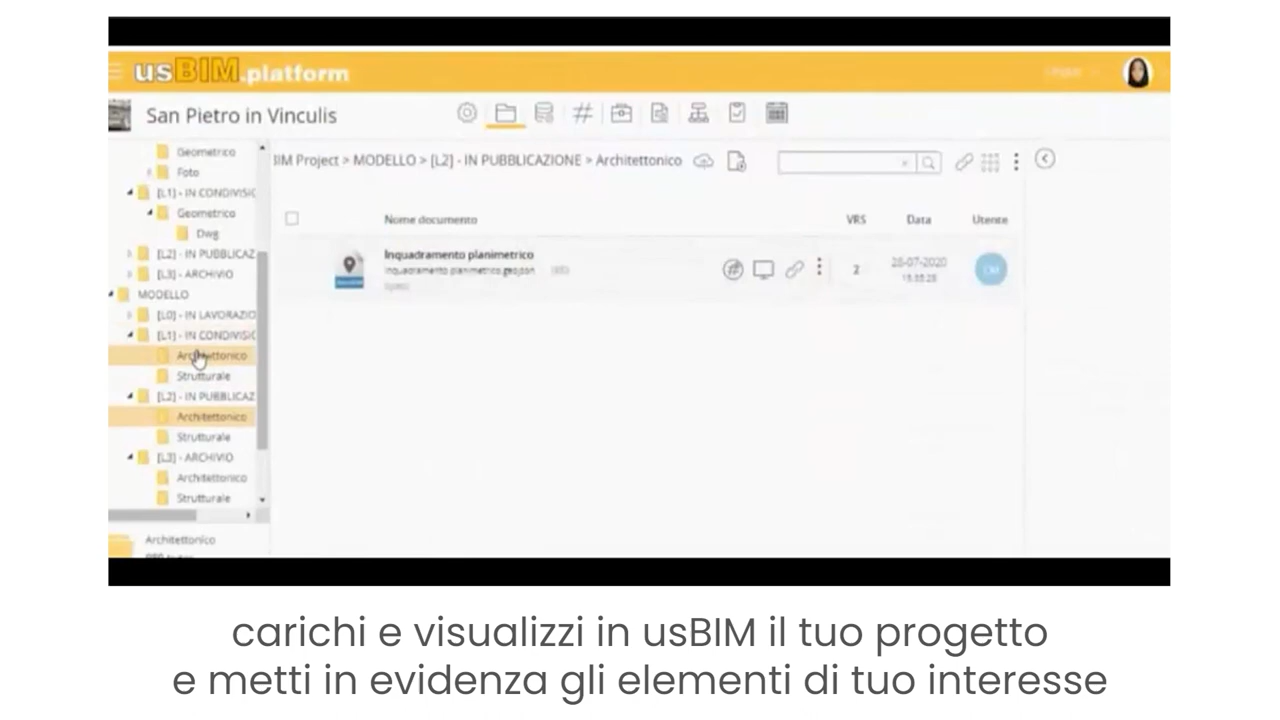 usBIM.platform
San Pietro in Vinculis
Geometrico
Foto
[L1] - IN CONDIVISIC
Geometrico
Dwg
[L2] - IN PUBBLICAZ
[L3] - ARCHIVIO
MODELLO
[L0] - IN LAVORAZIO
[L1] - IN CONDIVISIC
Architettonico
Strutturale
[L2] - IN PUBBLICAZ
Architettonico
Strutturale
[L3] - ARCHIVIO
Architettonico
Strutturale
Architettonico
IIM Project > MODELLO > [L2] - IN PUBBLICAZIONE > Architettonico
Nome documento VRS Data Utente
Inquadramento planimetrico
inquadramento planimetrico.geojson
2 28-07-2020
carichi e visualizzi in usBIM il tuo progetto
e metti in evidenza gli elementi di tuo interesse